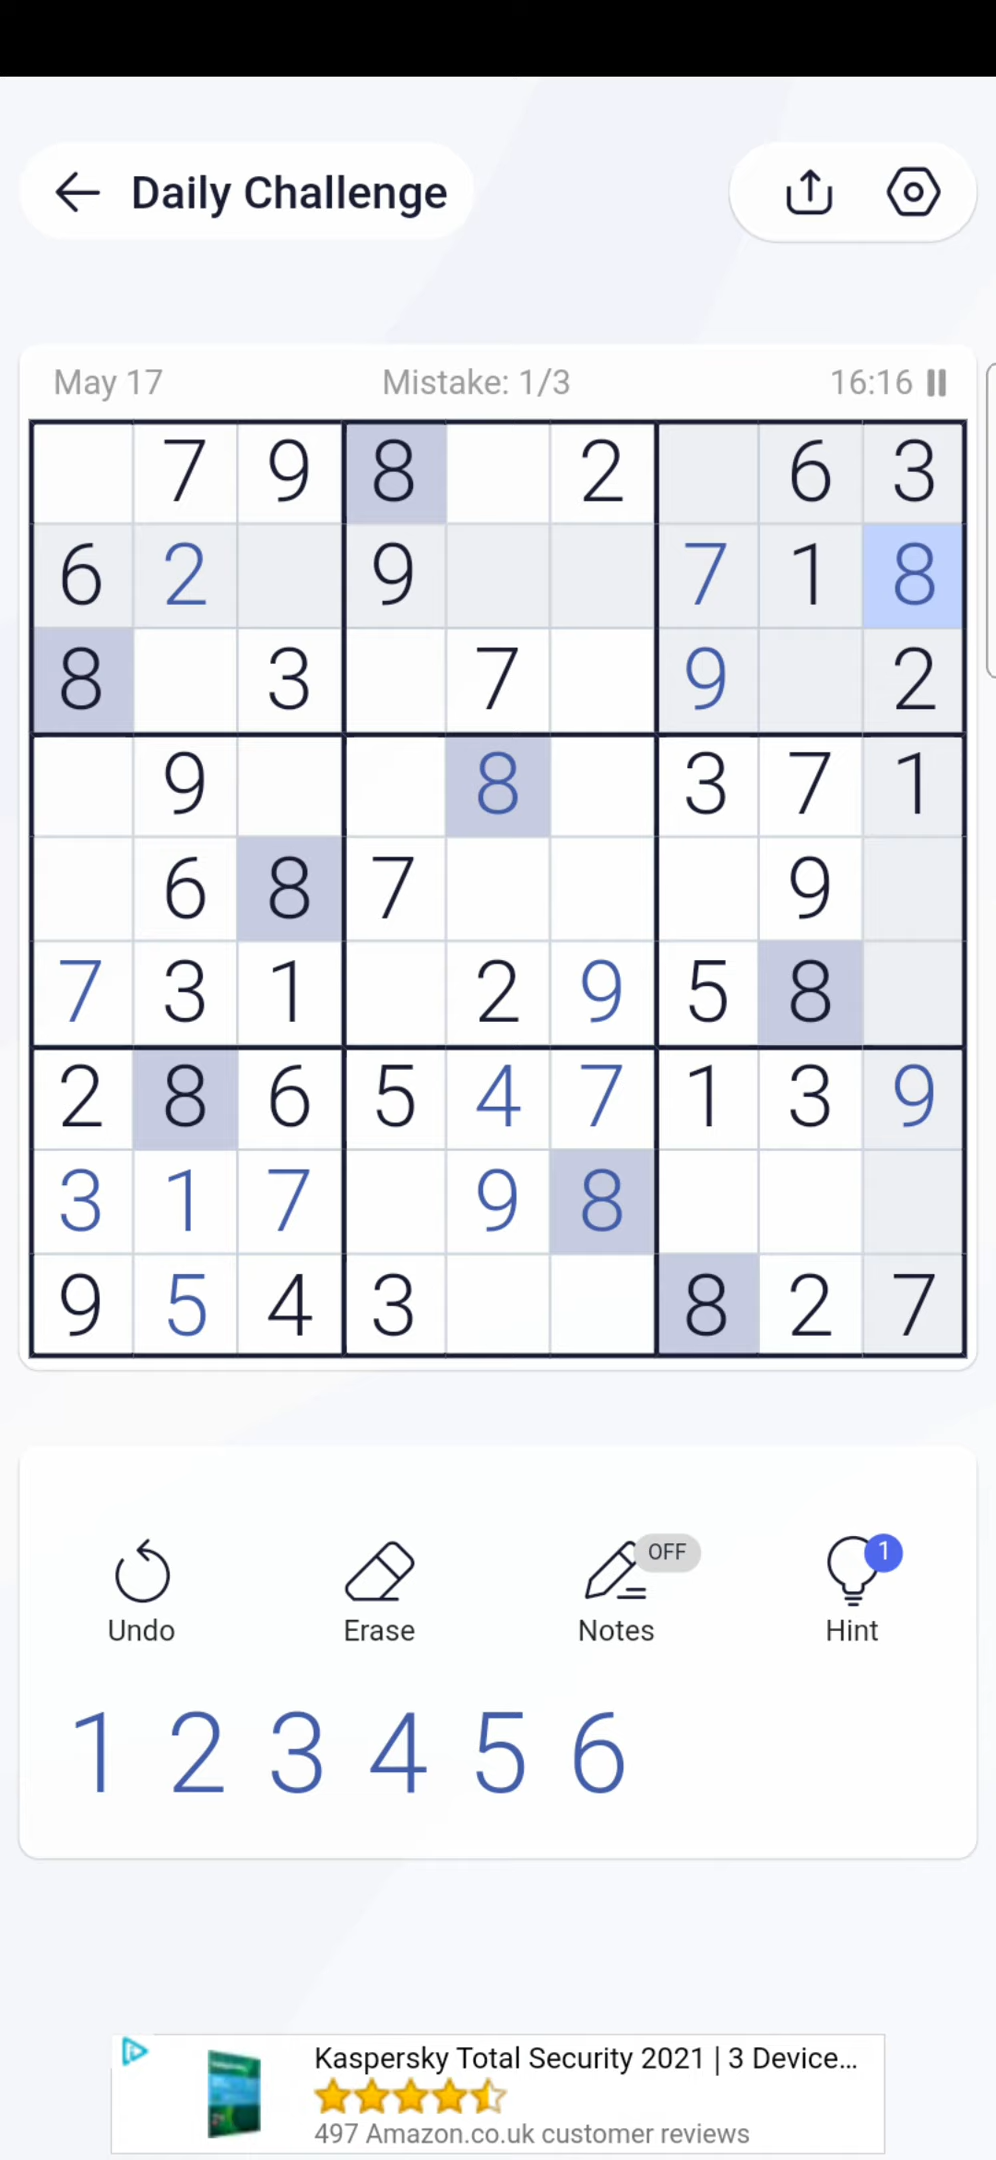 Daily Challenge
May 17 Mistake: 1/3 16:16
7 9 8 2 6 3
6 2 9 7 1 8
8 3 7 9 2
9 8 3 7 1
6 8 7 9
7 3 1 2 9 5 8
2 8 6 5 4 7 1 3 9
3 1 7 9 8
9 5 4 3 8 2 7
OFF 1
Undo Erase Notes Hint
1 2 3 4 5 6
Kaspersky Total Security 2021 | 3 Device...
497 Amazon.co.uk customer reviews